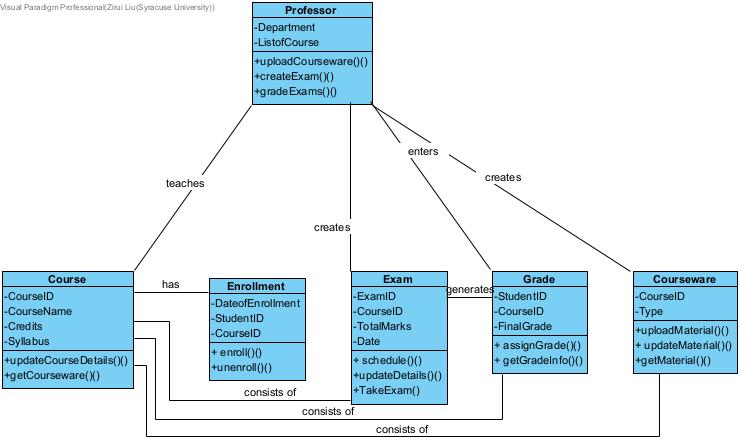 Visual Paradigm Professional(Zirui Liu(Syracuse University))
Professor
-Department
-ListofCourse
+uploadCourseware()()
+createExam()()
+gradeExams()()
teaches
creates
enters
creates
Course
-CourseID
-CourseName
-Credits
-Syllabus
+updateCourseDetails()()
+getCourseware()()
has
Enrollment
-DateofEnrollment
-StudentID
-CourseID
+ enroll()()
+unenroll()()
Exam
-ExamID
-CourseID
-TotalMarks
-Date
+ schedule()()
+updateDetails()()
+TakeExam()
generates
Grade
-StudentID
-CourseID
-FinalGrade
+ assignGrade()()
+ getGradeInfo()()
Courseware
-CourseID
-Type
+uploadMaterial()()
+ updateMaterial()()
+getMaterial()()
consists of
consists of
consists of